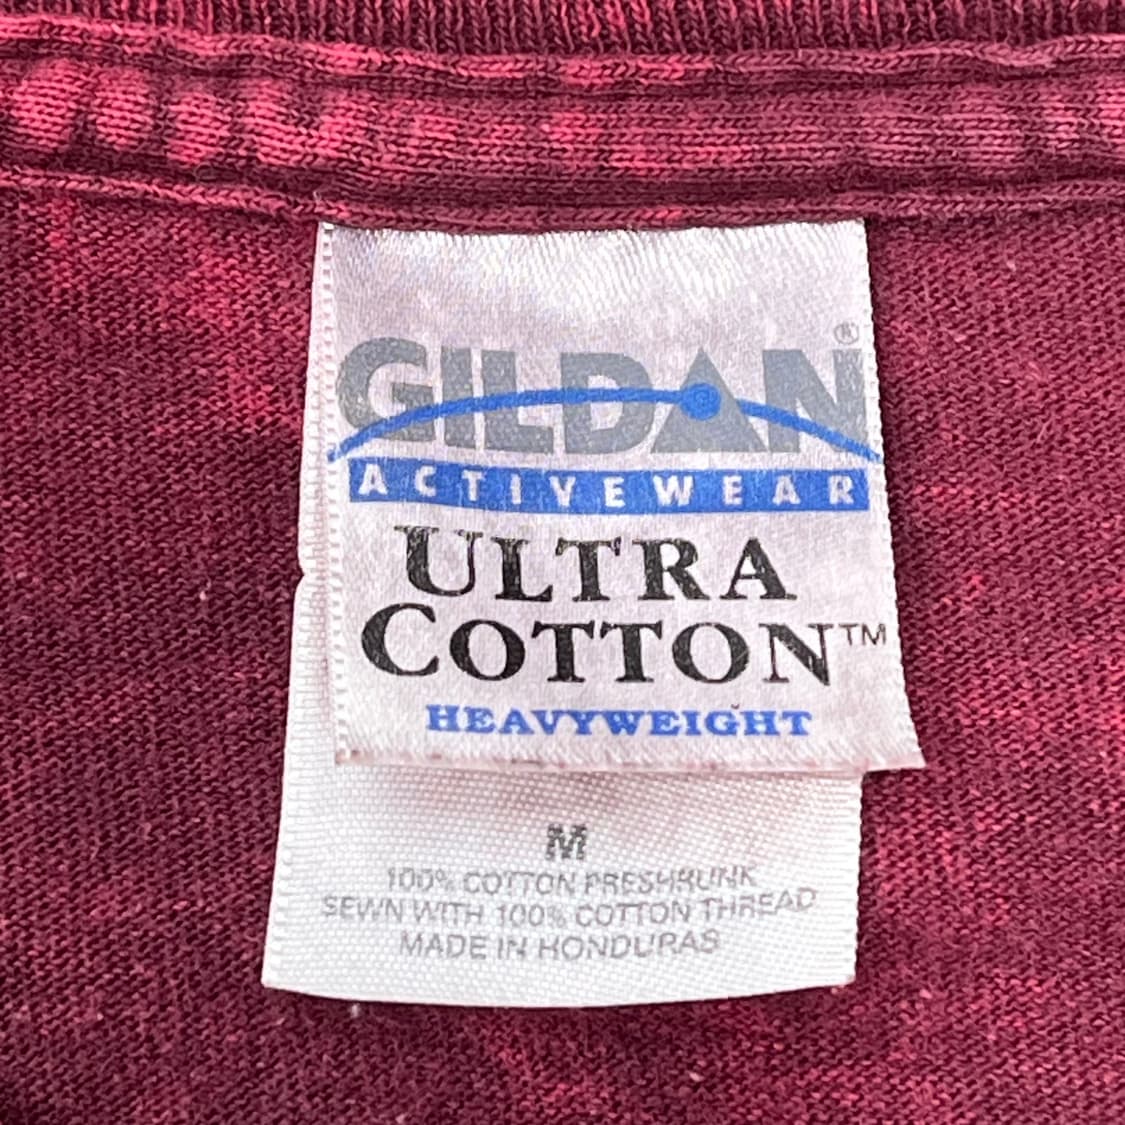 GILDAN®
ACTIVEWEAR
ULTRA
COTTON™
HEAVYWEIGHT
M
100% COTTON PRESHRUNK
SEWN WITH 100% COTTON THREAD
MADE IN HONDURAS